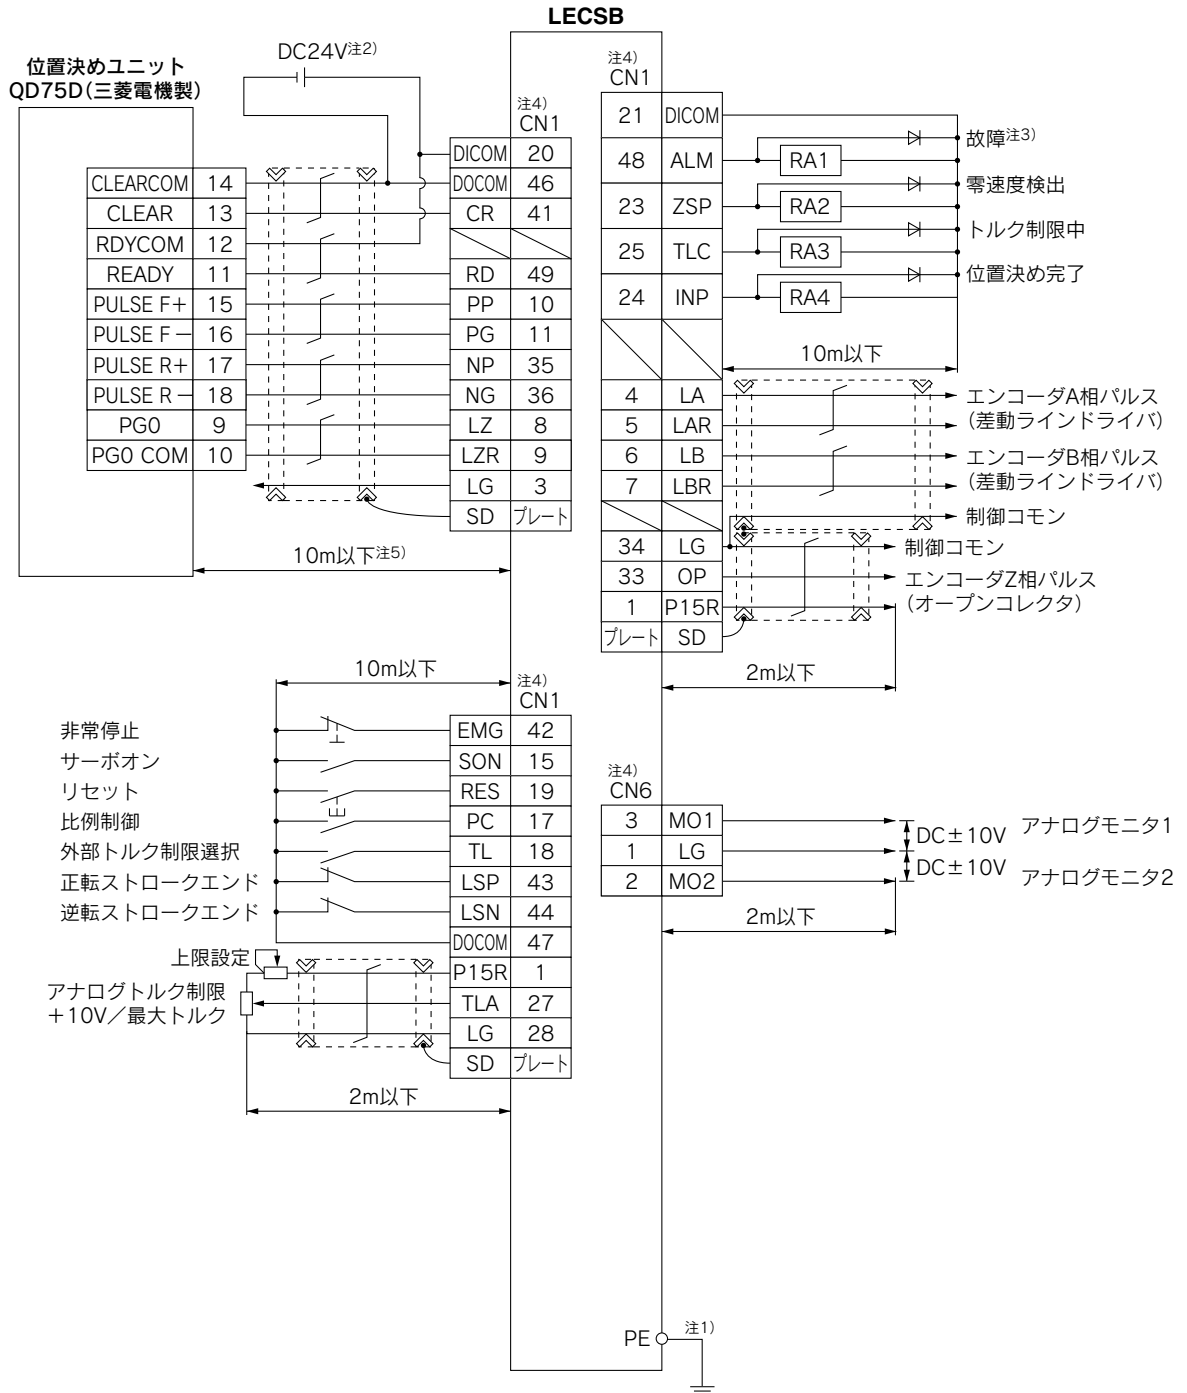 LECSB
DC24V注2)
位置決めユニット
QD75D(三菱電機製)
注4)
CN1
DICOM 20
CLEARCOM 14 DOCOM 46
CLEAR 13 CR 41
RDYCOM 12
READY 11 RD 49
PULSE F+ 15 PP 10
PULSE F− 16 PG 11
PULSE R+ 17 NP 35
PULSE R− 18 NG 36
PG0 9 LZ 8
PG0 COM 10 LZR 9
LG 3
SD プレート
10m以下注5)
注4)
CN1
21 DICOM
48 ALM RA1 故障注3)
23 ZSP RA2 零速度検出
25 TLC RA3 トルク制限中
24 INP RA4 位置決め完了
10m以下
4 LA エンコーダA相パルス
5 LAR (差動ラインドライバ)
6 LB エンコーダB相パルス
7 LBR (差動ラインドライバ)
制御コモン
34 LG 制御コモン
33 OP エンコーダZ相パルス
1 P15R (オープンコレクタ)
プレート SD
2m以下
10m以下
注4)
CN1
非常停止 EMG 42
サーボオン SON 15
リセット RES 19
比例制御 PC 17
外部トルク制限選択 TL 18
正転ストロークエンド LSP 43
逆転ストロークエンド LSN 44
DOCOM 47
上限設定 P15R 1
アナログトルク制限 TLA 27
+10V/最大トルク
LG 28
SD プレート
2m以下
注4)
CN6
3 MO1 アナログモニタ1
DC±10V
1 LG
DC±10V
2 MO2 アナログモニタ2
2m以下
PE 注1)